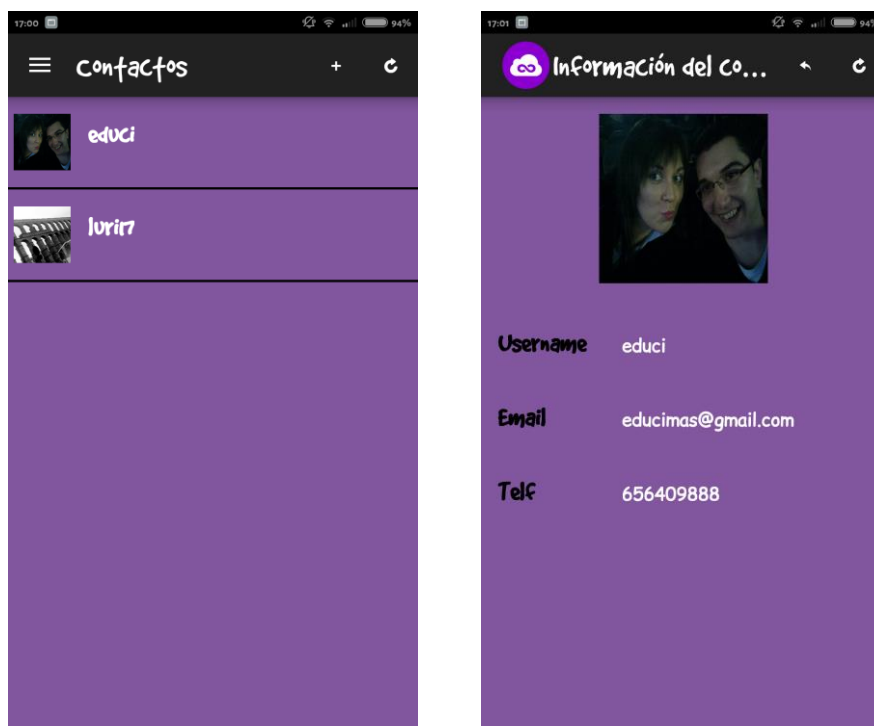 17:00 94%
Contactos
educi
luri17
17:01 94%
Información del co...
Username educi
Email educimas@gmail.com
Telf 656409888